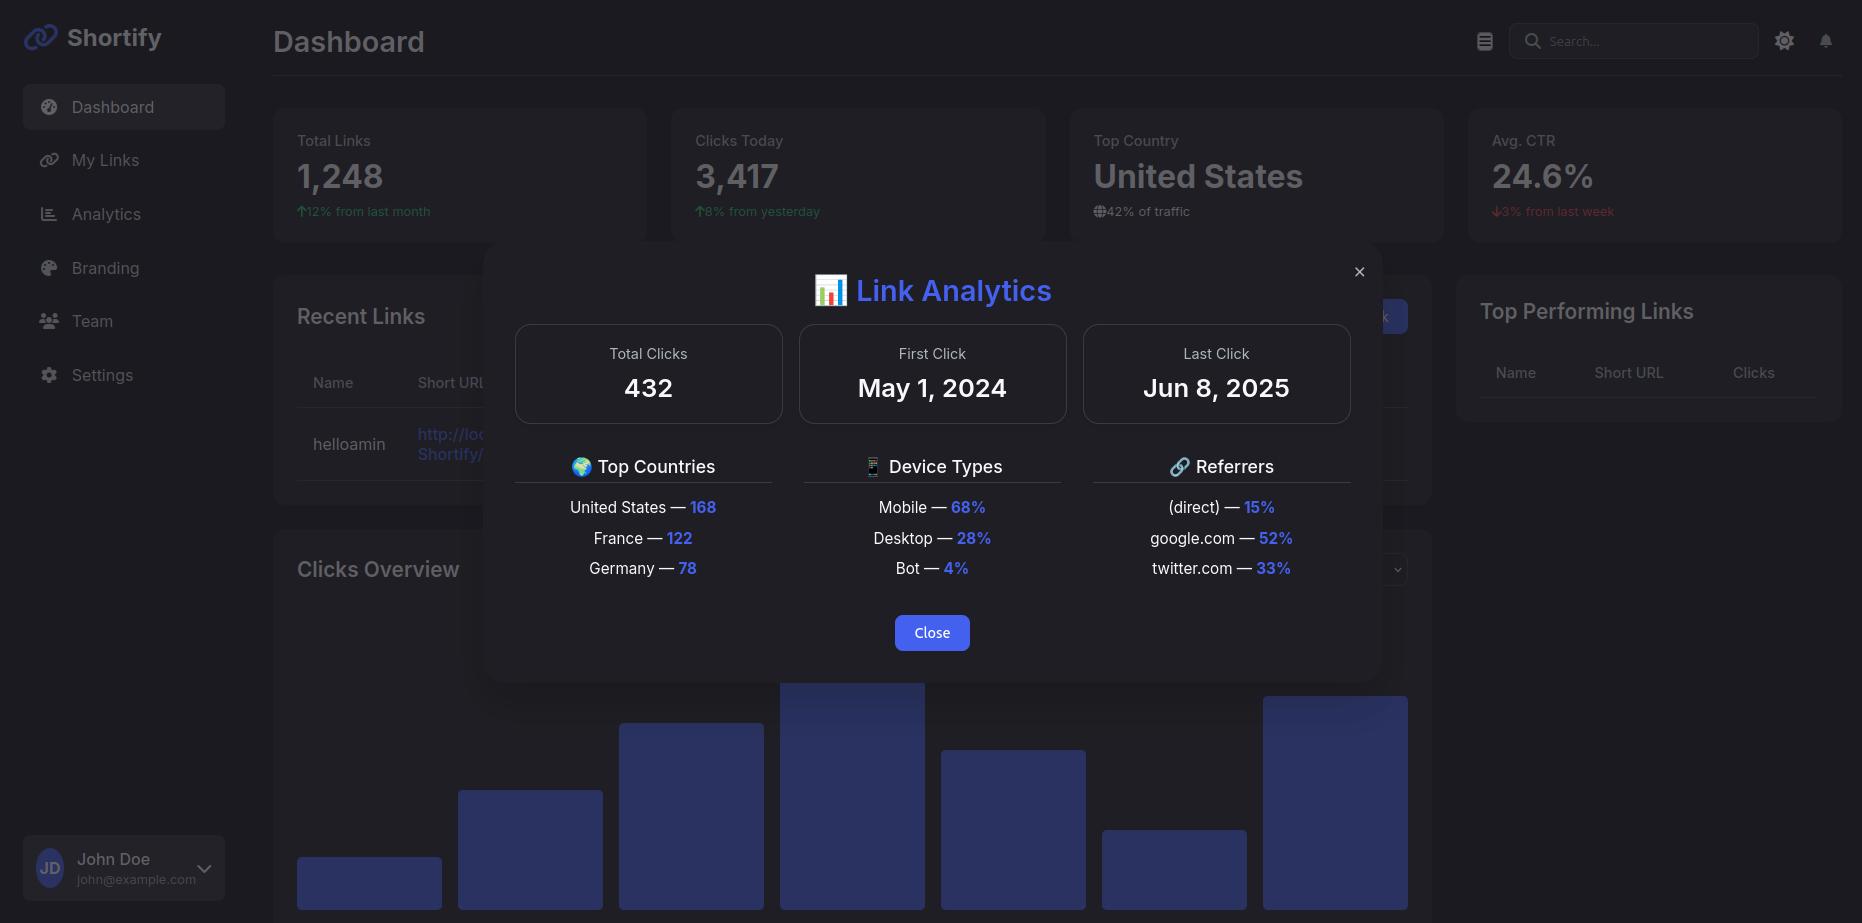 Shortify
Dashboard
My Links
Analytics
Branding
Team
Settings
JD
John Doe
john@example.com
Dashboard
Search...
Total Links
1,248
12% from last month
Clicks Today
3,417
8% from yesterday
Top Country
United States
42% of traffic
Avg. CTR
24.6%
3% from last week
Recent Links
Name Short URL
helloamin http://loc
Shortify/
Top Performing Links
Name Short URL Clicks
Clicks Overview
📊 Link Analytics
×
Total Clicks
432
First Click
May 1, 2024
Last Click
Jun 8, 2025
🌍 Top Countries
United States — 168
France — 122
Germany — 78
📱 Device Types
Mobile — 68%
Desktop — 28%
Bot — 4%
🔗 Referrers
(direct) — 15%
google.com — 52%
twitter.com — 33%
Close